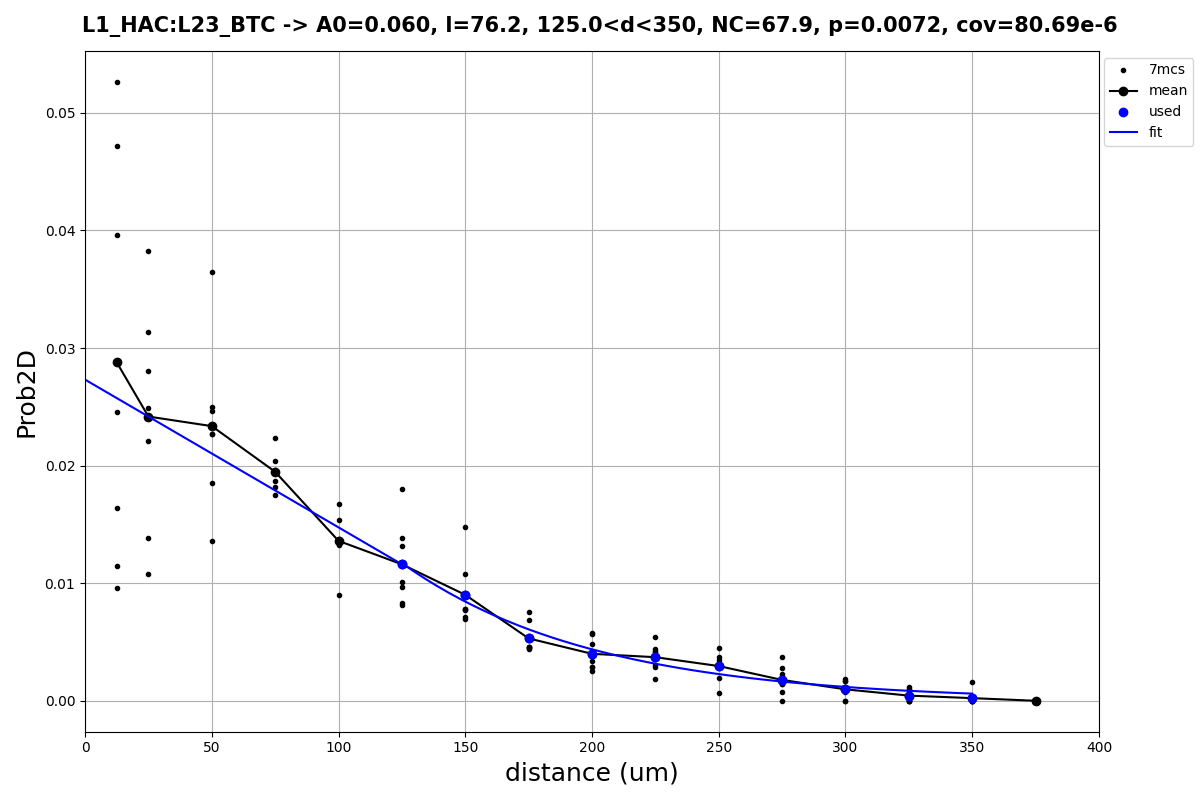 L1_HAC:L23_BTC -> A0=0.060, l=76.2, 125.0<d<350, NC=67.9, p=0.0072, cov=80.69e-6
7mcs
mean
used
fit
0.05
0.04
0.03
0.02
0.01
0.00
Prob2D
0 50 100 150 200 250 300 350 400
distance (um)